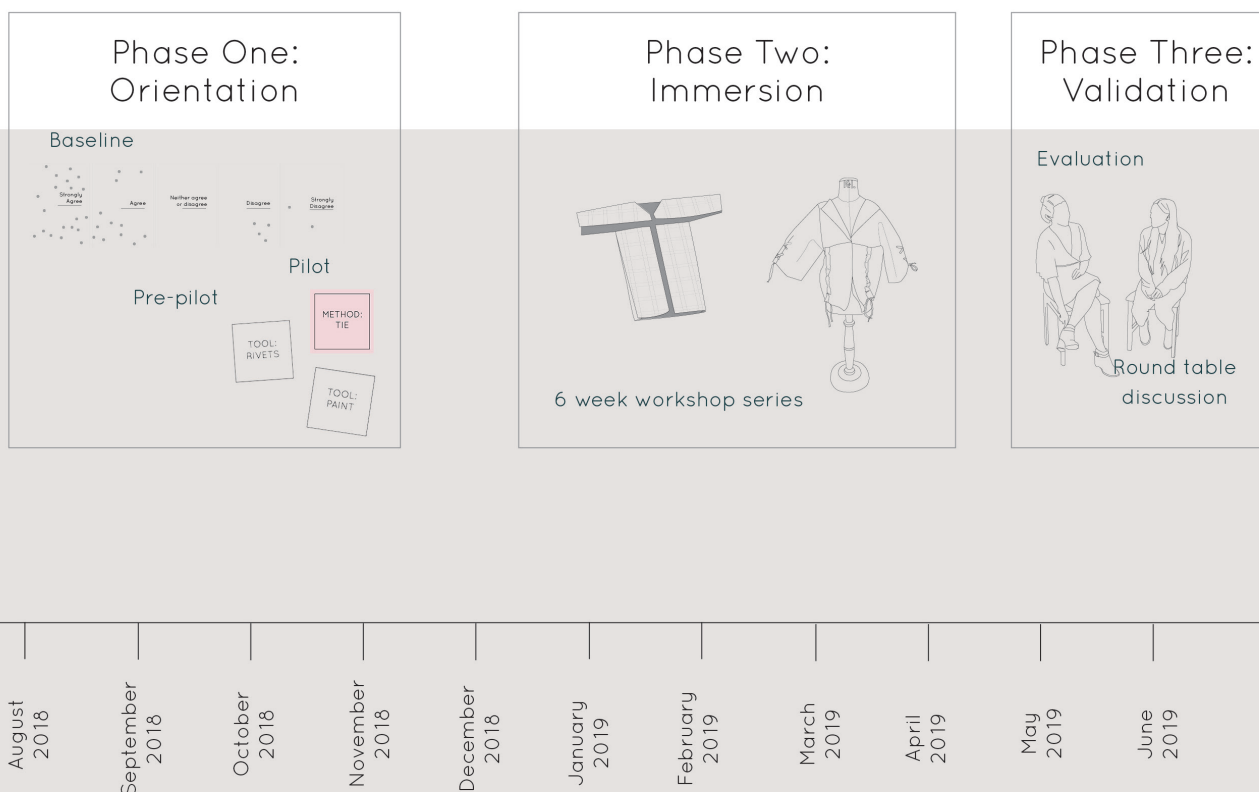 Phase One:
Orientation
Baseline
Strongly
Agree
Agree
Neither agree
or disagree
Disagree
Strongly
Disagree
Pilot
Pre-pilot
METHOD:
TIE
TOOL:
RIVETS
TOOL:
PAINT
Phase Two:
Immersion
6 week workshop series
Phase Three:
Validation
Evaluation
Round table
discussion
August
2018
September
2018
October
2018
November
2018
December
2018
January
2019
February
2019
March
2019
April
2019
May
2019
June
2019